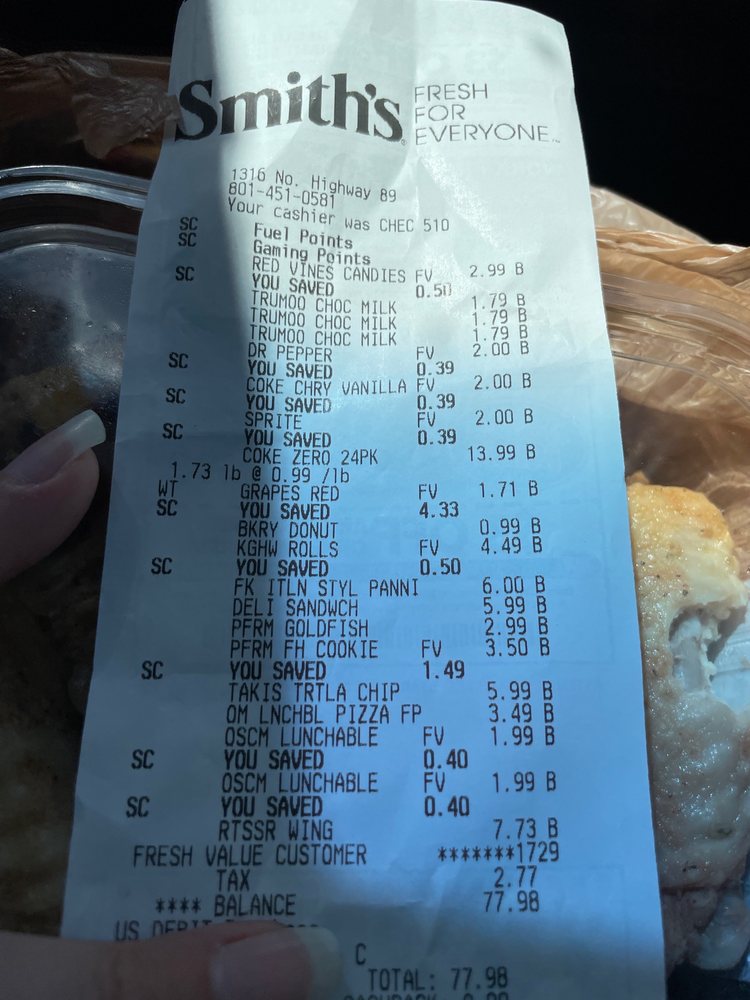 Smith's FRESH
FOR
EVERYONE™
1316 No. Highway 89
801-451-0581
Your cashier was CHEC 510
SC Fuel Points
SC Gaming Points
RED VINES CANDIES FV 2.99 B
SC YOU SAVED 0.50
TRUMOO CHOC MILK 1.79 B
TRUMOO CHOC MILK 1.79 B
TRUMOO CHOC MILK 1.79 B
DR PEPPER FV 2.00 B
SC YOU SAVED 0.39
COKE CHRY VANILLA FV 2.00 B
SC YOU SAVED 0.39
SPRITE FV 2.00 B
SC YOU SAVED 0.39
COKE ZERO 24PK 13.99 B
1.73 lb @ 0.99 /lb
WT GRAPES RED FV 1.71 B
SC YOU SAVED 4.33
BKRY DONUT 0.99 B
KGHW ROLLS FV 4.49 B
SC YOU SAVED 0.50
FK ITLN STYL PANNI 6.00 B
DELI SANDWCH 5.99 B
PFRM GOLDFISH 2.99 B
PFRM FH COOKIE FV 3.50 B
SC YOU SAVED 1.49
TAKIS TRTLA CHIP 5.99 B
OM LNCHBL PIZZA FP 3.49 B
OSCM LUNCHABLE FV 1.99 B
SC YOU SAVED 0.40
OSCM LUNCHABLE FV 1.99 B
SC YOU SAVED 0.40
RTSSR WING 7.73 B
FRESH VALUE CUSTOMER *******1729
TAX 2.77
**** BALANCE 77.98
US DEBIT
C
TOTAL: 77.98